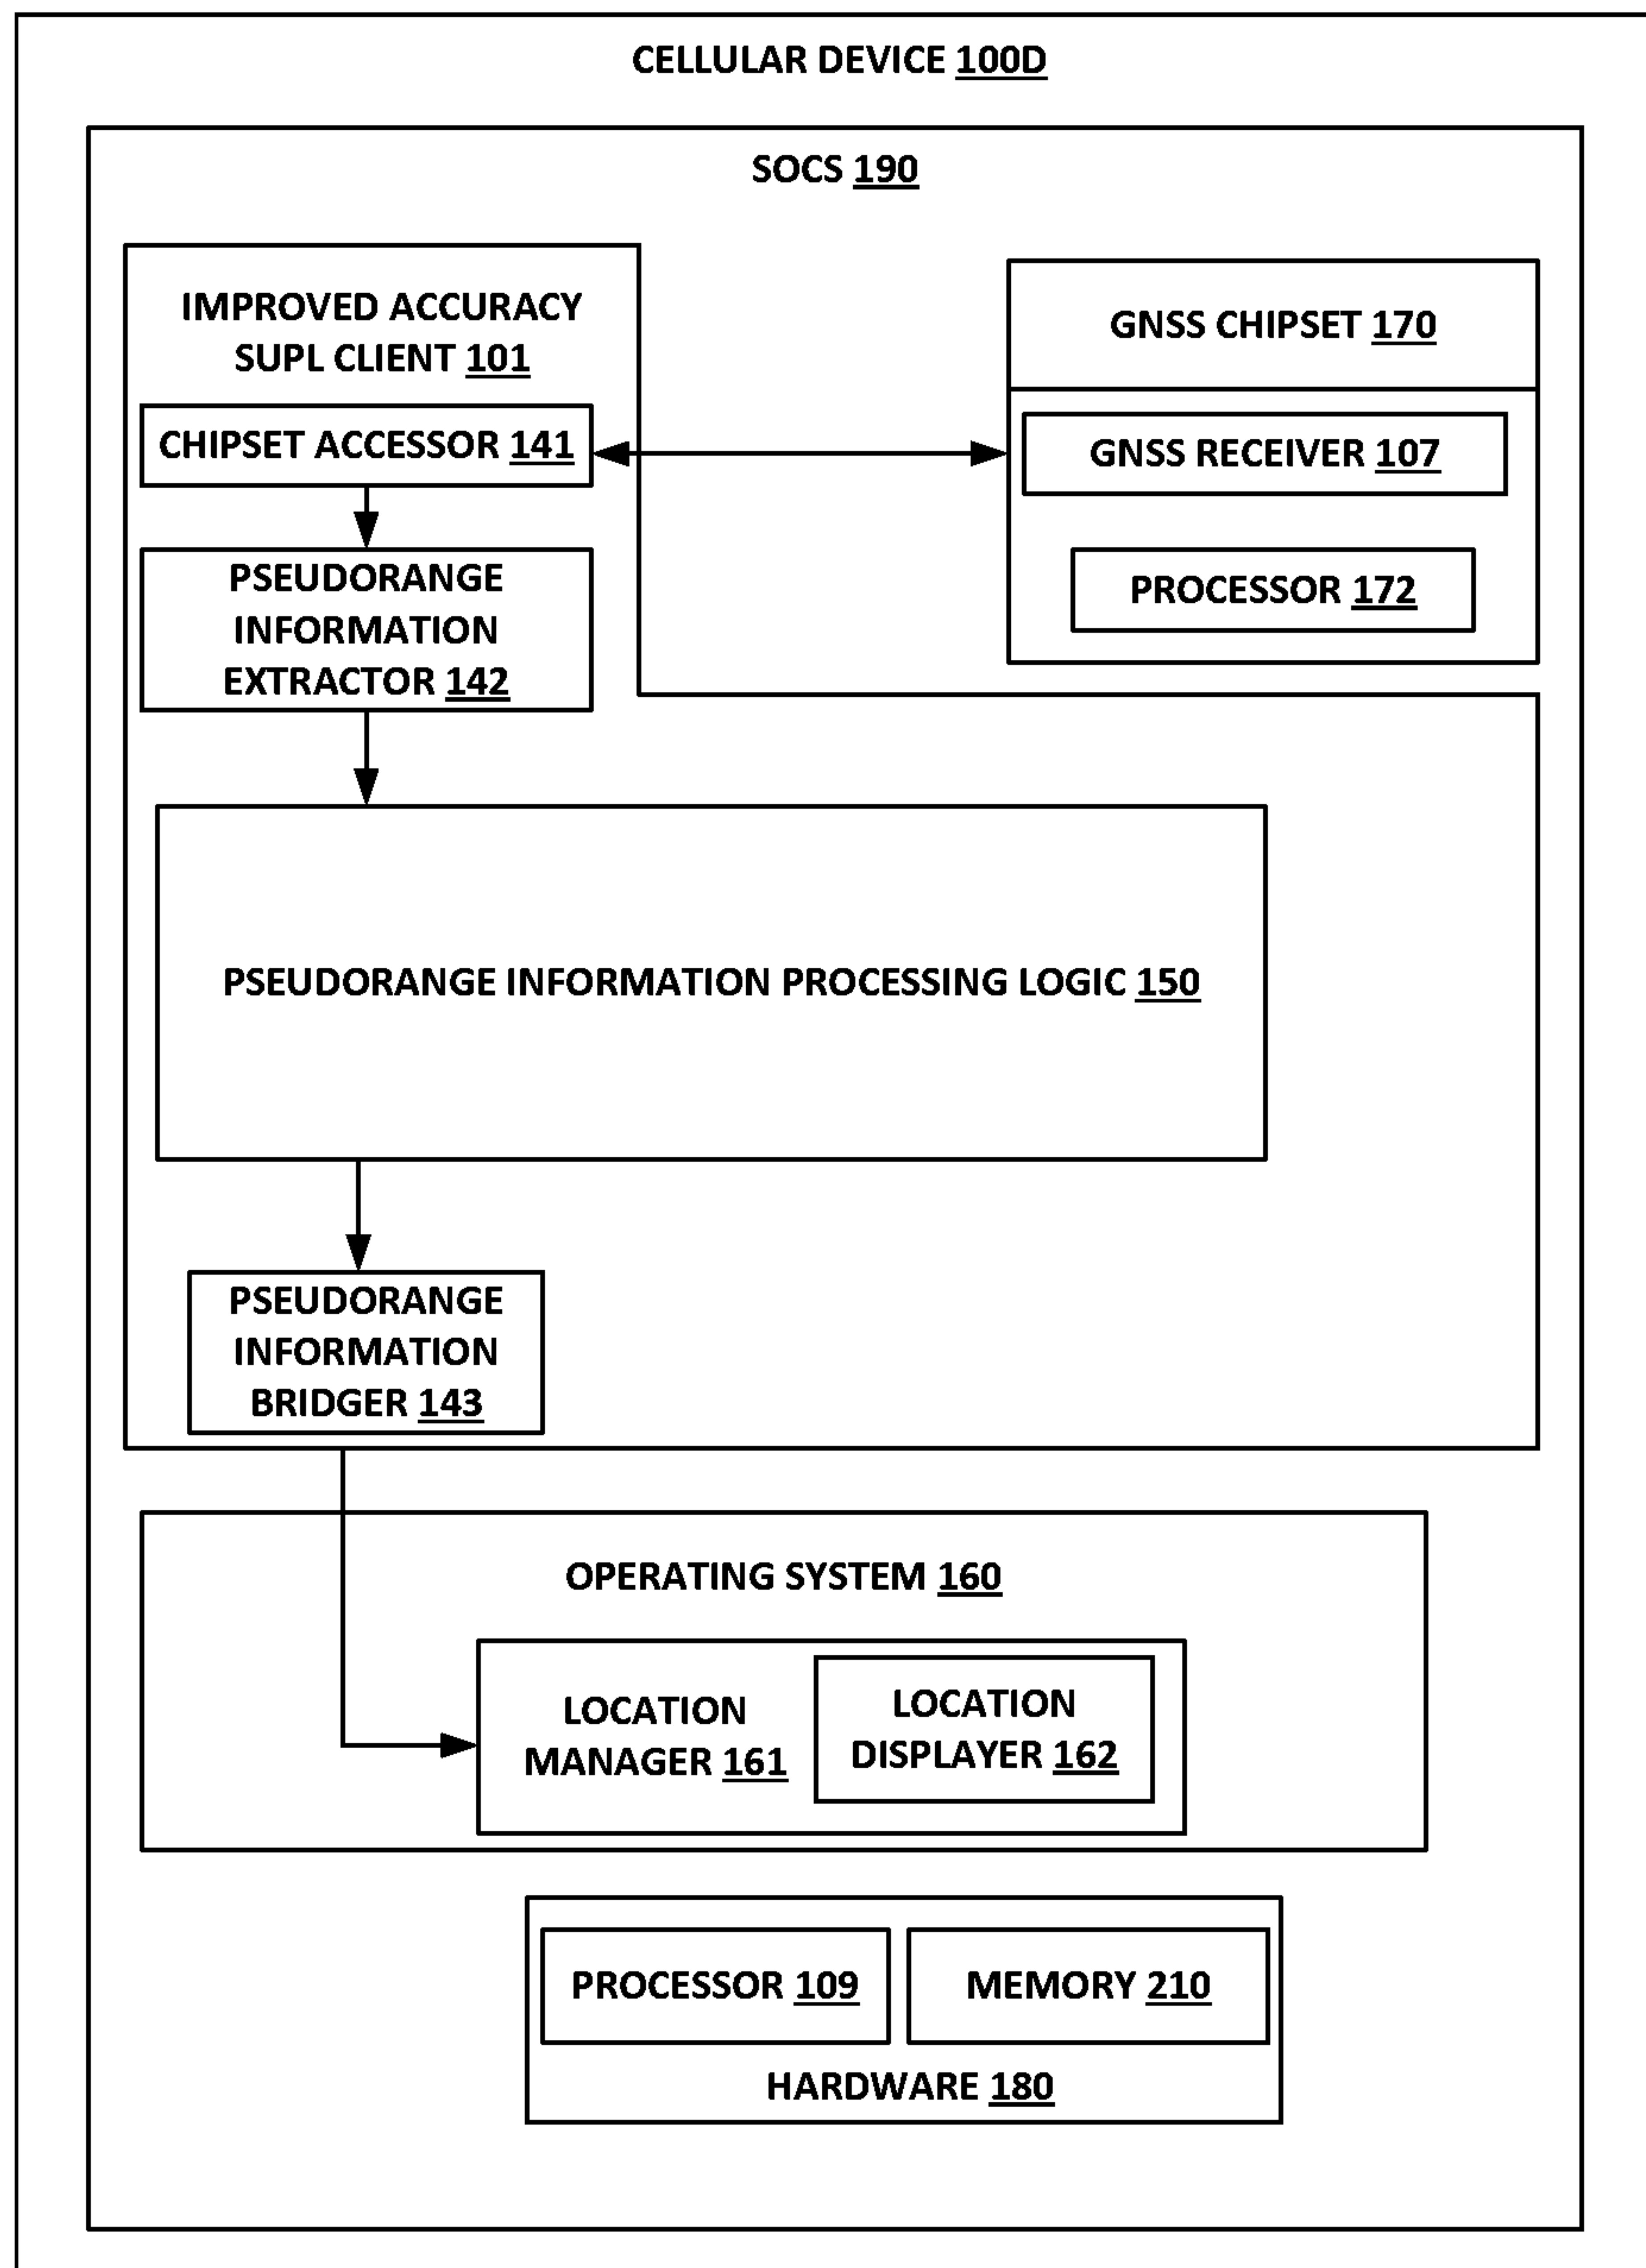 CELLULAR DEVICE 100D
SOCS 190
IMPROVED ACCURACY
SUPL CLIENT 101
CHIPSET ACCESSOR 141
PSEUDORANGE
INFORMATION
EXTRACTOR 142
GNSS CHIPSET 170
GNSS RECEIVER 107
PROCESSOR 172
PSEUDORANGE INFORMATION PROCESSING LOGIC 150
PSEUDORANGE
INFORMATION
BRIDGER 143
OPERATING SYSTEM 160
LOCATION
MANAGER 161
LOCATION
DISPLAYER 162
PROCESSOR 109
MEMORY 210
HARDWARE 180